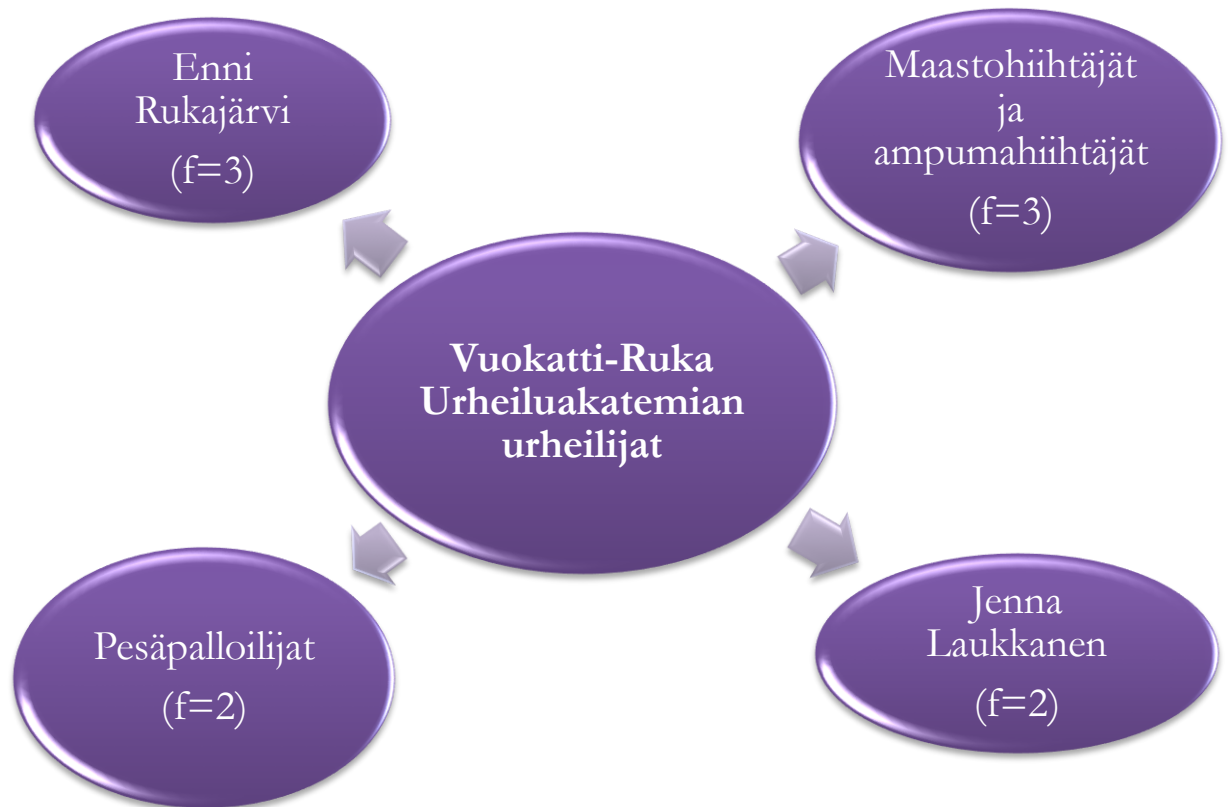 Enni
Rukajärvi
(f=3)
Maastohiihtäjät
ja
ampumahiihtäjät
(f=3)
Vuokatti-Ruka
Urheiluakatemian
urheilijat
Pesäpalloilijat
(f=2)
Jenna
Laukkanen
(f=2)